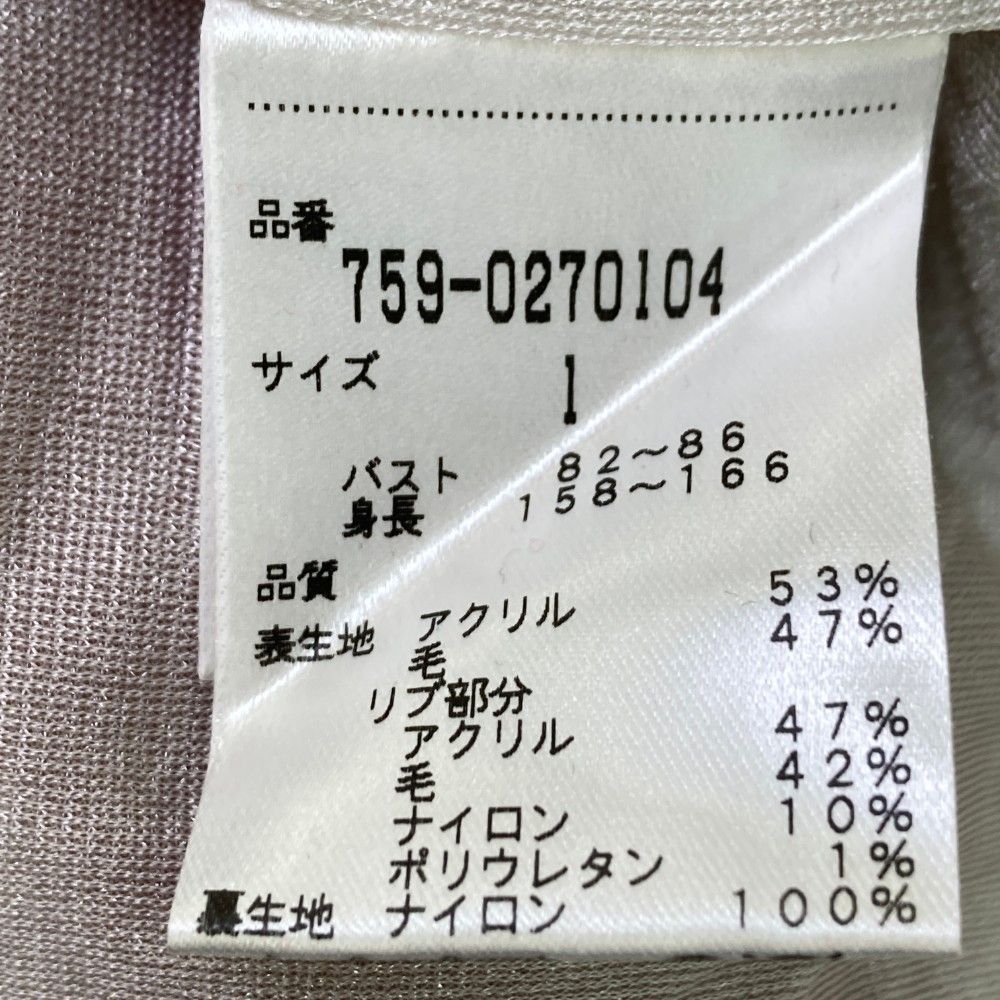 品番
759-0270104
サイズ 1
バスト 82～86
身長 158～166
品質
表生地 アクリル 53%
毛 47%
リブ部分
アクリル 47%
毛 42%
ナイロン 10%
ポリウレタン 1%
裏生地 ナイロン 100%